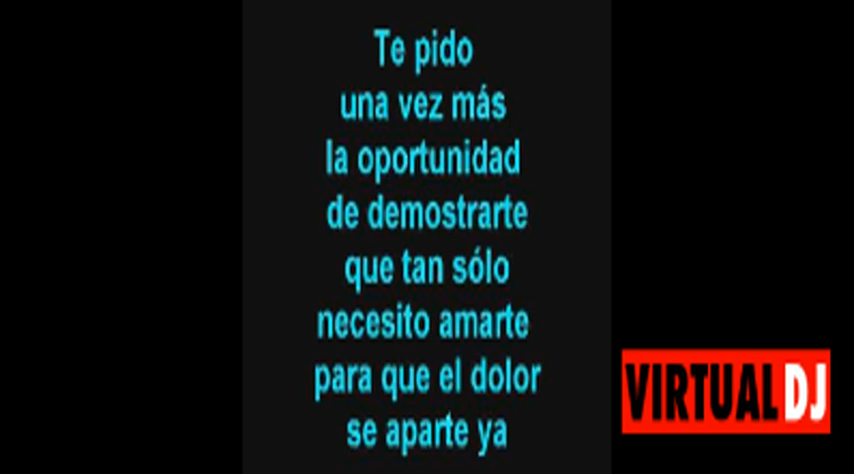 Te pido
una vez más
la oportunidad
de demostrarte
que tan sólo
necesito amarte
para que el dolor
se aparte ya
VIRTUAL DJ